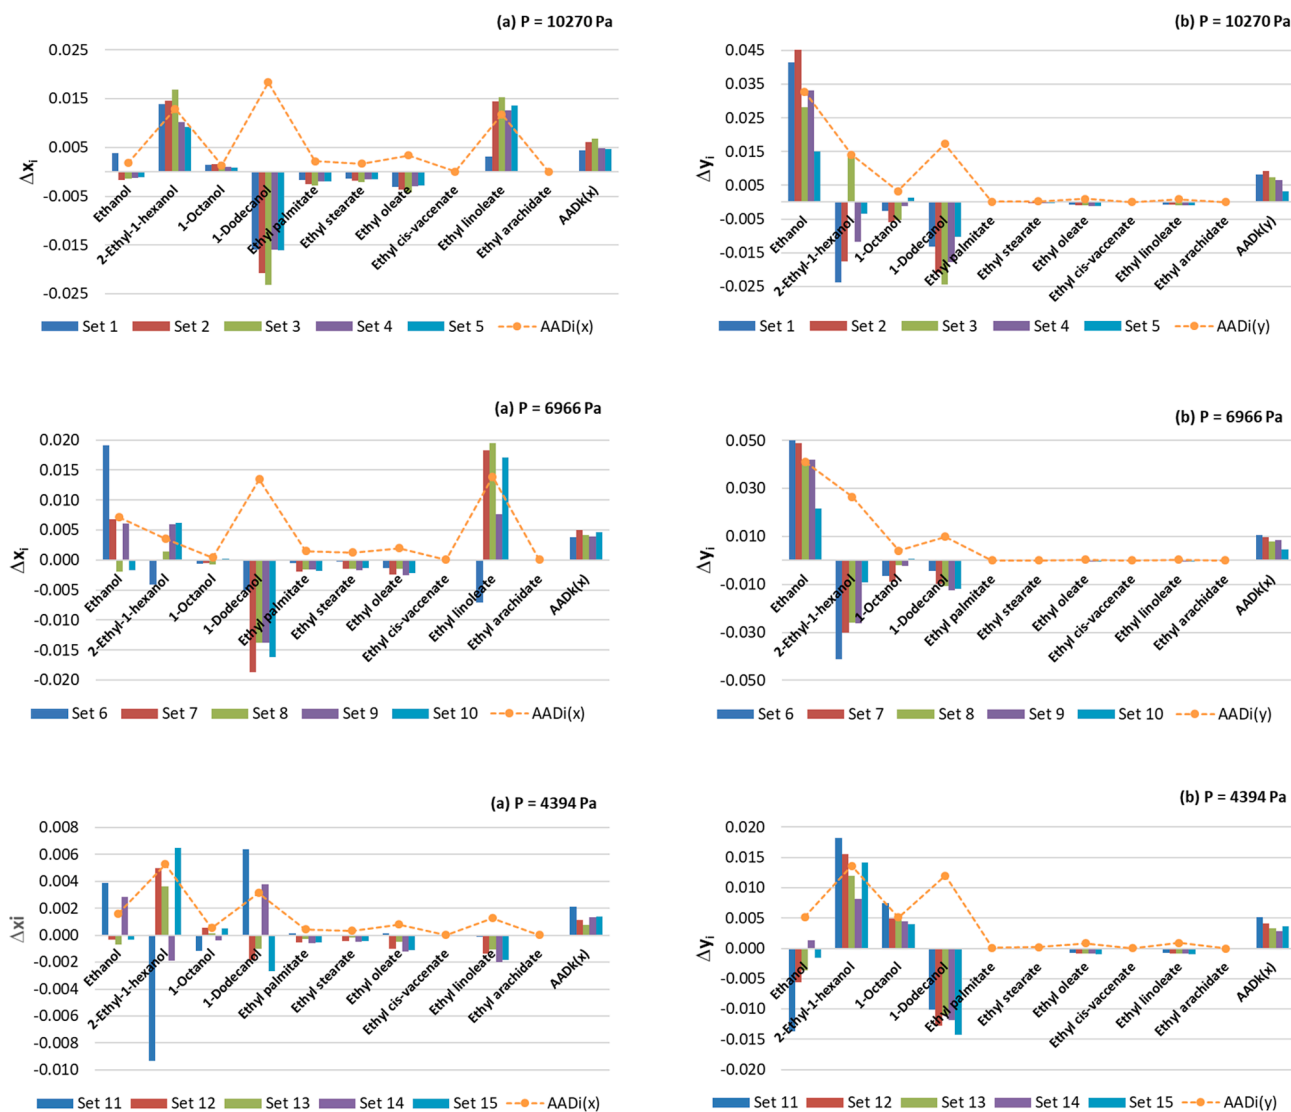 (a) P = 10270 Pa
Δxᵢ
0.025
0.015
0.005
-0.005
-0.015
-0.025
Ethanol
2-Ethyl-1-hexanol
1-Octanol
1-Dodecanol
Ethyl palmitate
Ethyl stearate
Ethyl oleate
Ethyl cis-vaccenate
Ethyl linoleate
Ethyl arachidate
AADk(x)
Set 1 Set 2 Set 3 Set 4 Set 5 AADi(x)
(b) P = 10270 Pa
Δyᵢ
0.045
0.035
0.025
0.015
0.005
-0.005
-0.015
-0.025
Ethanol
2-Ethyl-1-hexanol
1-Octanol
1-Dodecanol
Ethyl palmitate
Ethyl stearate
Ethyl oleate
Ethyl cis-vaccenate
Ethyl linoleate
Ethyl arachidate
AADk(y)
Set 1 Set 2 Set 3 Set 4 Set 5 AADi(y)
(a) P = 6966 Pa
Δxᵢ
0.020
0.015
0.010
0.005
0.000
-0.005
-0.010
-0.015
-0.020
Ethanol
2-Ethyl-1-hexanol
1-Octanol
1-Dodecanol
Ethyl palmitate
Ethyl stearate
Ethyl oleate
Ethyl cis-vaccenate
Ethyl linoleate
Ethyl arachidate
AADk(x)
Set 6 Set 7 Set 8 Set 9 Set 10 AADi(x)
(b) P = 6966 Pa
Δyᵢ
0.050
0.030
0.010
-0.010
-0.030
-0.050
Ethanol
2-Ethyl-1-hexanol
1-Octanol
1-Dodecanol
Ethyl palmitate
Ethyl stearate
Ethyl oleate
Ethyl cis-vaccenate
Ethyl linoleate
Ethyl arachidate
AADk(x)
Set 6 Set 7 Set 8 Set 9 Set 10 AADi(y)
(a) P = 4394 Pa
Δxi
0.008
0.006
0.004
0.002
0.000
-0.002
-0.004
-0.006
-0.008
-0.010
Ethanol
2-Ethyl-1-hexanol
1-Octanol
1-Dodecanol
Ethyl palmitate
Ethyl stearate
Ethyl oleate
Ethyl cis-vaccenate
Ethyl linoleate
Ethyl arachidate
AADk(x)
Set 11 Set 12 Set 13 Set 14 Set 15 AADi(x)
(b) P = 4394 Pa
Δyᵢ
0.020
0.015
0.010
0.005
0.000
-0.005
-0.010
-0.015
-0.020
Ethanol
2-Ethyl-1-hexanol
1-Octanol
1-Dodecanol
Ethyl palmitate
Ethyl stearate
Ethyl oleate
Ethyl cis-vaccenate
Ethyl linoleate
Ethyl arachidate
AADk(x)
Set 11 Set 12 Set 13 Set 14 Set 15 AADi(y)